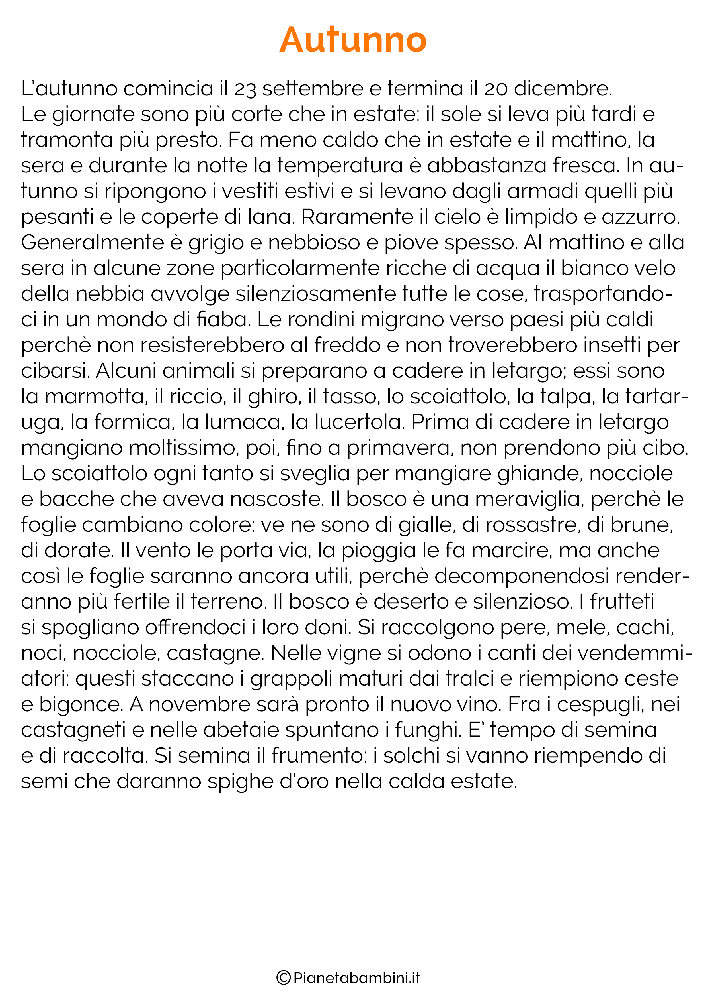 Autunno
L'autunno comincia il 23 settembre e termina il 20 dicembre.
Le giornate sono più corte che in estate: il sole si leva più tardi e
tramonta più presto. Fa meno caldo che in estate e il mattino, la
sera e durante la notte la temperatura è abbastanza fresca. In au-
tunno si ripongono i vestiti estivi e si levano dagli armadi quelli più
pesanti e le coperte di lana. Raramente il cielo è limpido e azzurro.
Generalmente è grigio e nebbioso e piove spesso. Al mattino e alla
sera in alcune zone particolarmente ricche di acqua il bianco velo
della nebbia avvolge silenziosamente tutte le cose, trasportando-
ci in un mondo di fiaba. Le rondini migrano verso paesi più caldi
perchè non resisterebbero al freddo e non troverebbero insetti per
cibarsi. Alcuni animali si preparano a cadere in letargo; essi sono
la marmotta, il riccio, il ghiro, il tasso, lo scoiattolo, la talpa, la tartar-
uga, la formica, la lumaca, la lucertola. Prima di cadere in letargo
mangiano moltissimo, poi, fino a primavera, non prendono più cibo.
Lo scoiattolo ogni tanto si sveglia per mangiare ghiande, nocciole
e bacche che aveva nascoste. Il bosco è una meraviglia, perchè le
foglie cambiano colore: ve ne sono di gialle, di rossastre, di brune,
di dorate. Il vento le porta via, la pioggia le fa marcire, ma anche
così le foglie saranno ancora utili, perchè decomponendosi render-
anno più fertile il terreno. Il bosco è deserto e silenzioso. I frutteti
si spogliano offrendoci i loro doni. Si raccolgono pere, mele, cachi,
noci, nocciole, castagne. Nelle vigne si odono i canti dei vendemmi-
atori: questi staccano i grappoli maturi dai tralci e riempiono ceste
e bigonce. A novembre sarà pronto il nuovo vino. Fra i cespugli, nei
castagneti e nelle abetaie spuntano i funghi. E' tempo di semina
e di raccolta. Si semina il frumento: i solchi si vanno riempendo di
semi che daranno spighe d'oro nella calda estate.
© Pianetabambini.it